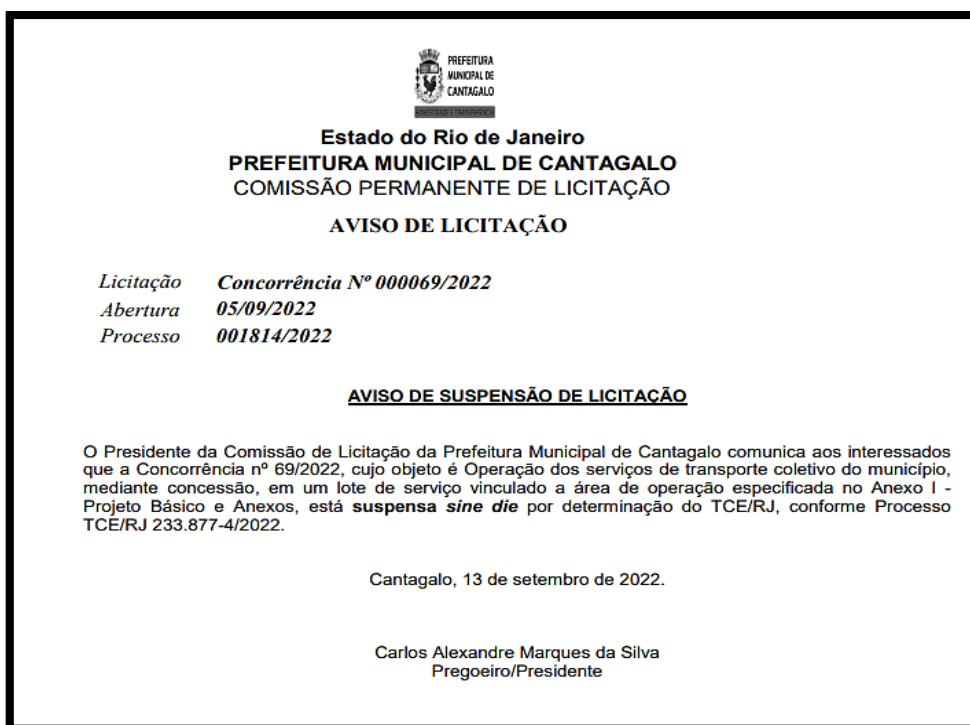 PREFEITURA
MUNICIPAL DE
CANTAGALO
HONESTIDADE E TRANSPARÊNCIA
Estado do Rio de Janeiro
PREFEITURA MUNICIPAL DE CANTAGALO
COMISSÃO PERMANENTE DE LICITAÇÃO
AVISO DE LICITAÇÃO
Licitação Concorrência Nº 000069/2022
Abertura 05/09/2022
Processo 001814/2022
AVISO DE SUSPENSÃO DE LICITAÇÃO
O Presidente da Comissão de Licitação da Prefeitura Municipal de Cantagalo comunica aos interessados
que a Concorrência nº 69/2022, cujo objeto é Operação dos serviços de transporte coletivo do município,
mediante concessão, em um lote de serviço vinculado a área de operação especificada no Anexo I -
Projeto Básico e Anexos, está suspensa sine die por determinação do TCE/RJ, conforme Processo
TCE/RJ 233.877-4/2022.
Cantagalo, 13 de setembro de 2022.
Carlos Alexandre Marques da Silva
Pregoeiro/Presidente